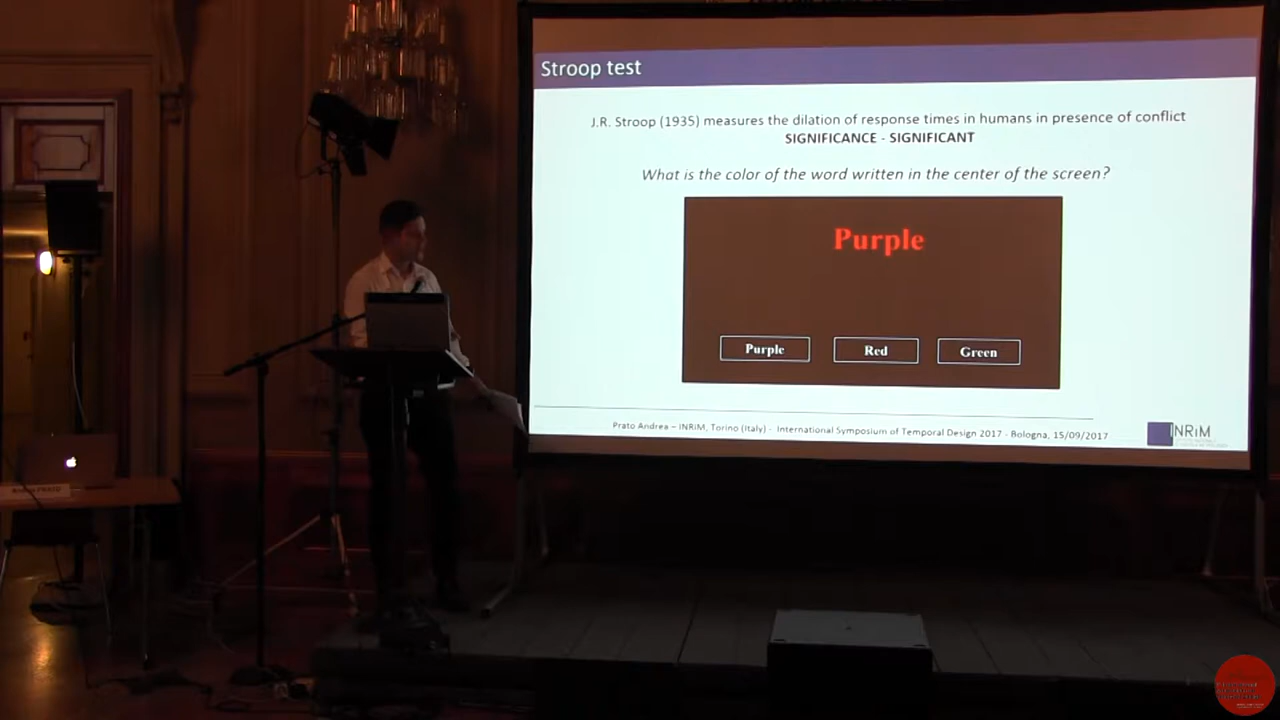 Stroop test
J.R. Stroop (1935) measures the dilation of response times in humans in presence of conflict
SIGNIFICANCE - SIGNIFICANT
What is the color of the word written in the center of the screen?
Purple
Purple Red Green
Prato Andrea – INRiM, Torino (Italy) - International Symposium of Temporal Design 2017 - Bologna, 15/09/2017
INRiM